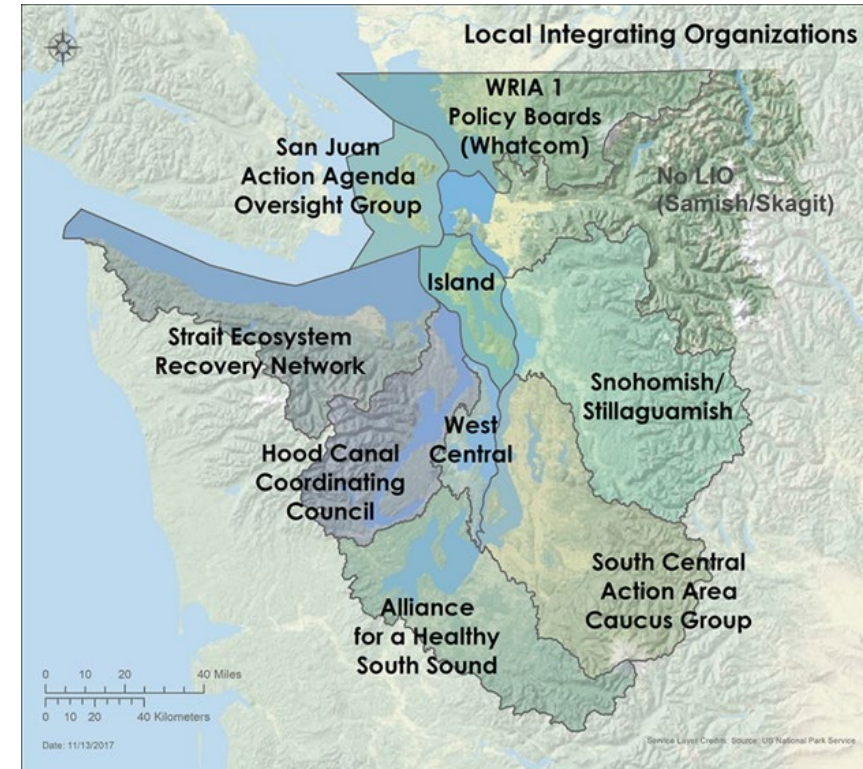 Local Integrating Organizations
WRIA 1
Policy Boards
(Whatcom)
San Juan
Action Agenda
Oversight Group
No LIO
(Samish/Skagit)
Island
Strait Ecosystem
Recovery Network
Snohomish/
Stillaguamish
West
Central
Hood Canal
Coordinating
Council
South Central
Action Area
Caucus Group
Alliance
for a Healthy
South Sound
0 10 20 40 Miles
0 10 20 40 Kilometers
Date: 11/13/2017
Service Layer Credits: Source: US National Park Service